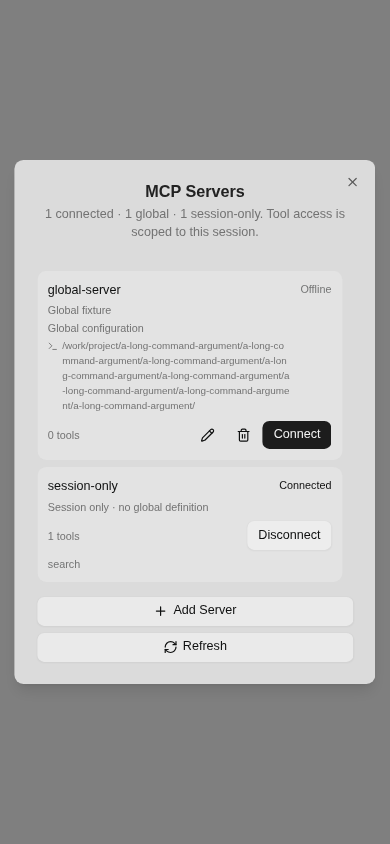 MCP Servers
1 connected · 1 global · 1 session-only. Tool access is
scoped to this session.
global-server
Offline
Global fixture
Global configuration
/work/project/a-long-command-argument/a-long-co
mmand-argument/a-long-command-argument/a-lon
g-command-argument/a-long-command-argument/a
-long-command-argument/a-long-command-argume
nt/a-long-command-argument/
0 tools
Connect
session-only
Connected
Session only · no global definition
1 tools
Disconnect
search
Add Server
Refresh